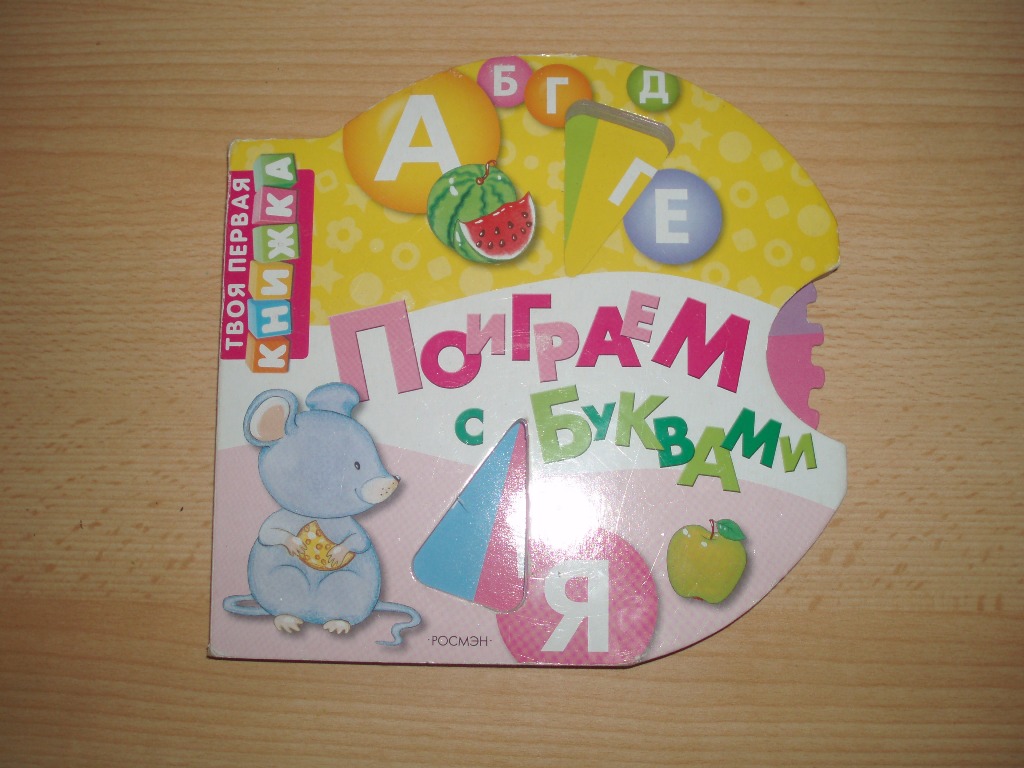 ТВОЯ ПЕРВАЯ
КНИЖКА
А Б Г Д
Г Е
ПОИГРАЕМ
С БУКВАМИ
Я
·РОСМЭН·